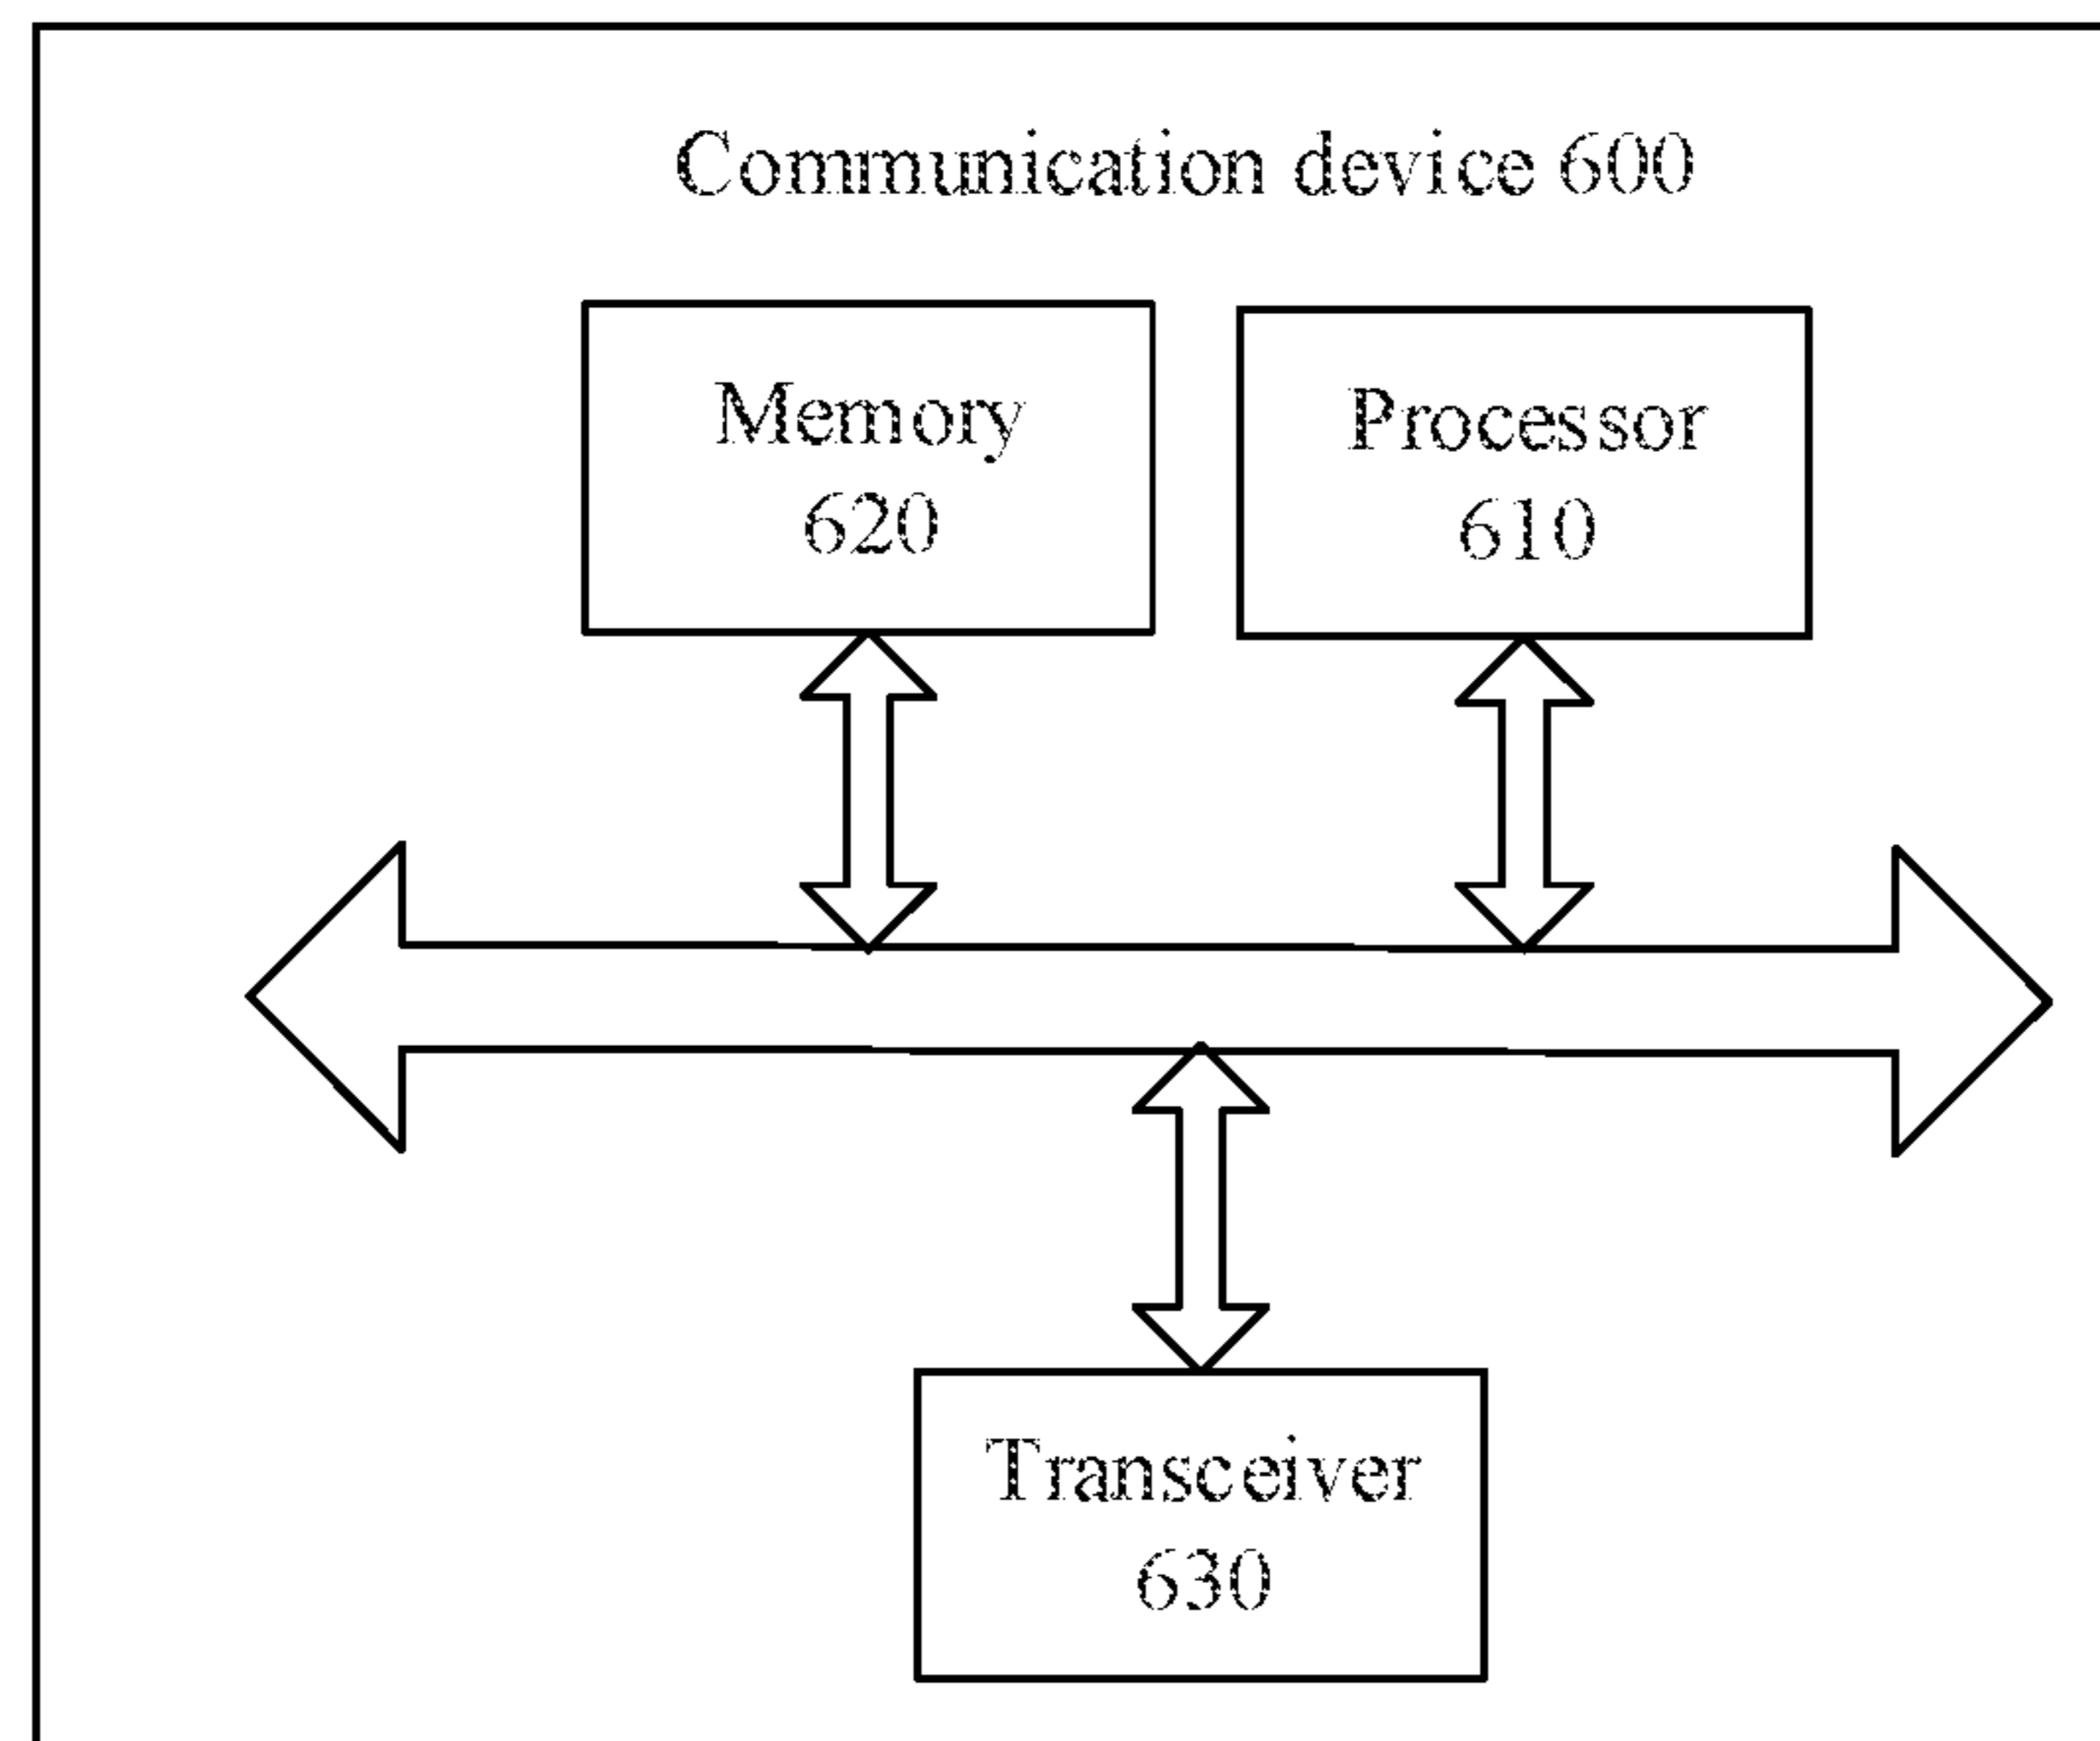 Communication device 600
Memory
620
Processor
610
Transceiver
630